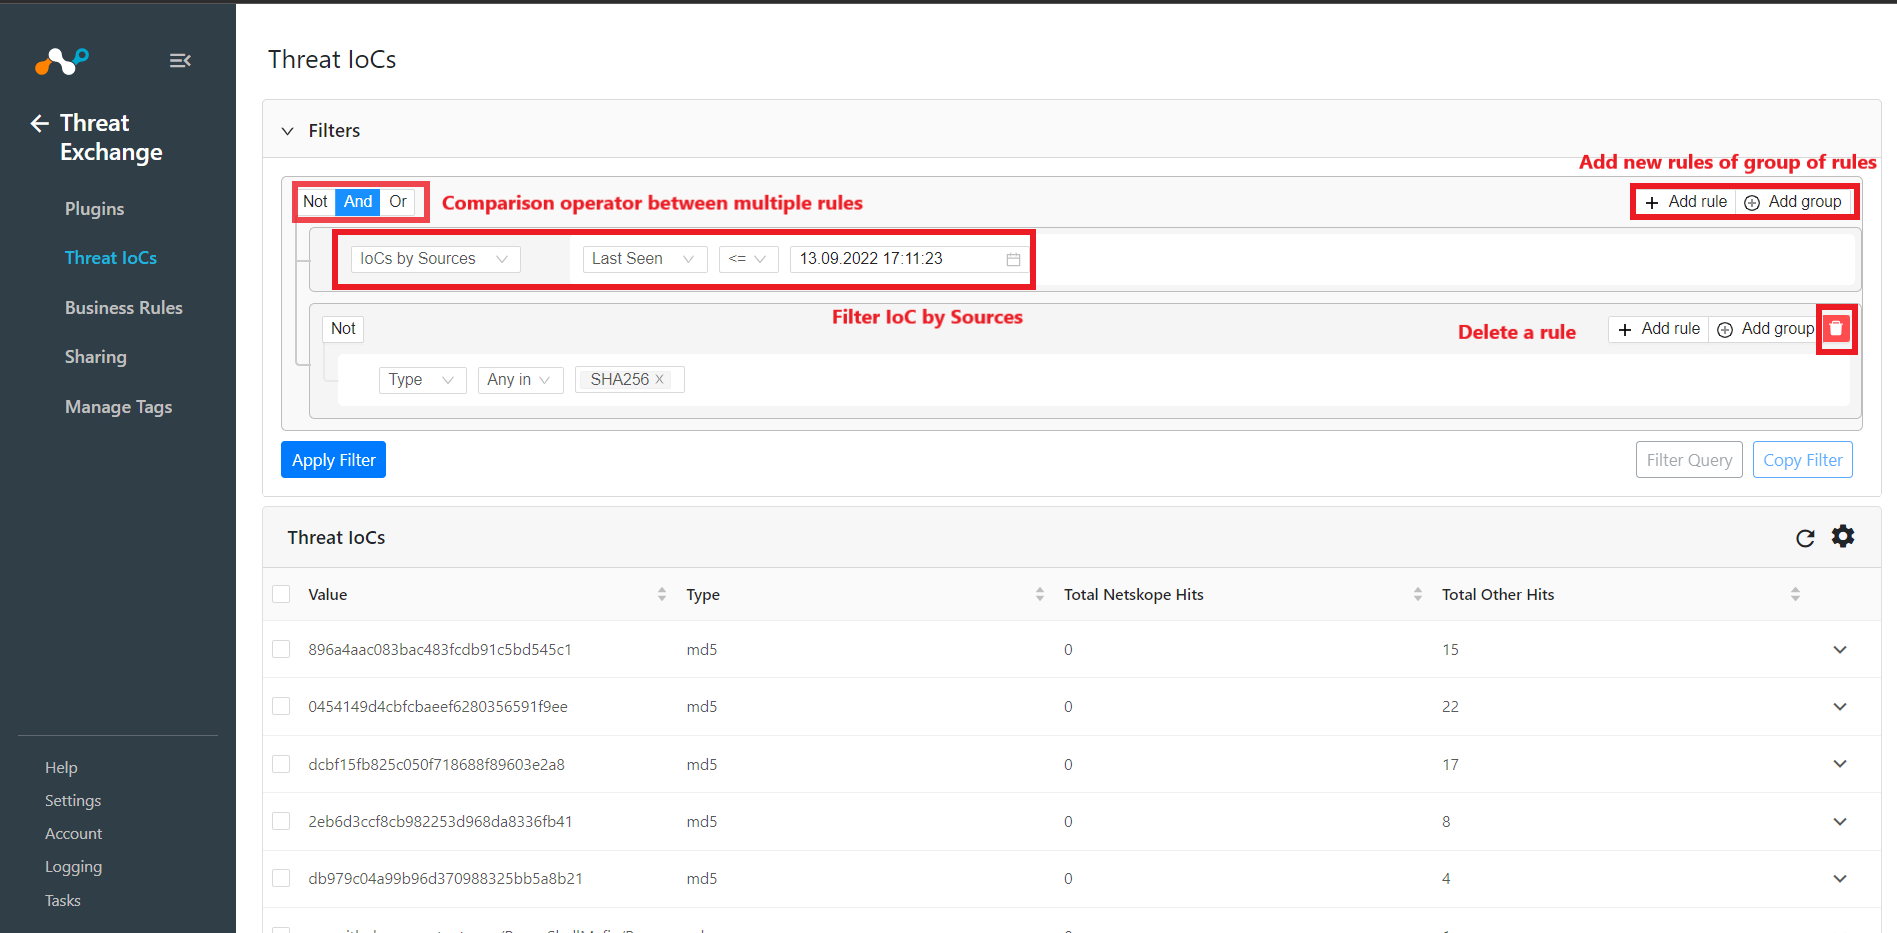 Threat IoCs
Threat
Exchange
Plugins
Threat IoCs
Business Rules
Sharing
Manage Tags
Help
Settings
Account
Logging
Tasks
Filters
Add new rules of group of rules
Not And Or
Comparison operator between multiple rules
+ Add rule Add group
IoCs by Sources Last Seen <= 13.09.2022 17:11:23
Filter IoC by Sources
Not
Delete a rule
+ Add rule Add group
Type Any in SHA256 x
Apply Filter
Filter Query Copy Filter
Threat IoCs
Value Type Total Netskope Hits Total Other Hits
896a4aac083bac483fcdb91c5bd545c1 md5 0 15
0454149d4cbfcbaeef6280356591f9ee md5 0 22
dcbf15fb825c050f718688f89603e2a8 md5 0 17
2eb6d3ccf8cb982253d968da8336fb41 md5 0 8
db979c04a99b96d370988325bb5a8b21 md5 0 4